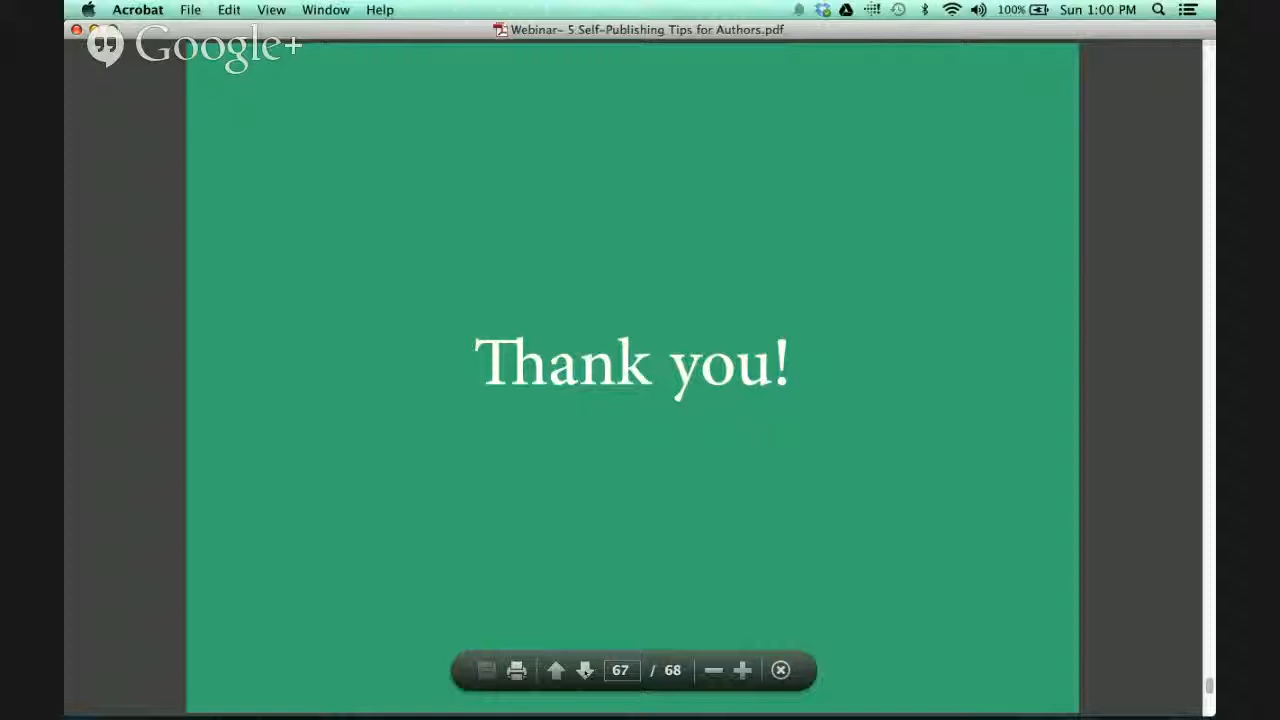 Acrobat File Edit View Window Help 100% Sun 1:00 PM
Webinar- 5 Self-Publishing Tips for Authors.pdf
Google+
Thank you!
67 / 68